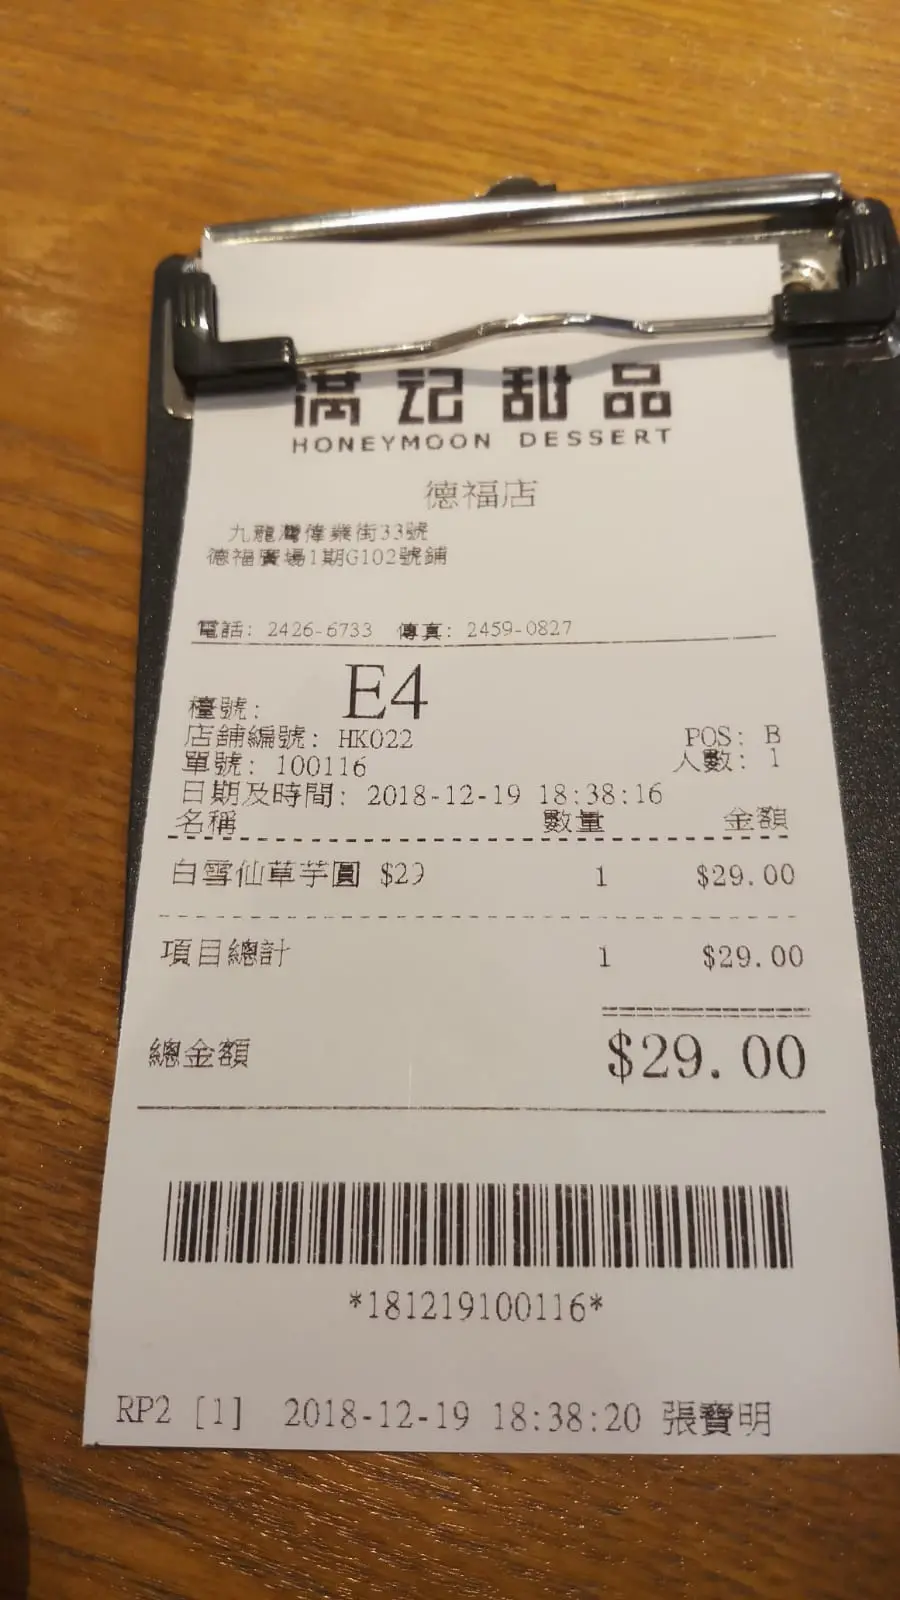 滿记甜品
HONEYMOON DESSERT
德福店
九龍灣偉業街33號
德福廣場1期G102號鋪
電話: 2426-6733 傳真: 2459-0827
檯號: E4
店舖編號: HK022 POS: B
單號: 100116 人數: 1
日期及時間: 2018-12-19 18:38:16
名稱 數量 金額
白雪仙草芋圓 $29 1 $29.00
項目總計 1 $29.00
總金額 $29.00
*181219100116*
RP2 [1] 2018-12-19 18:38:20 張寶明